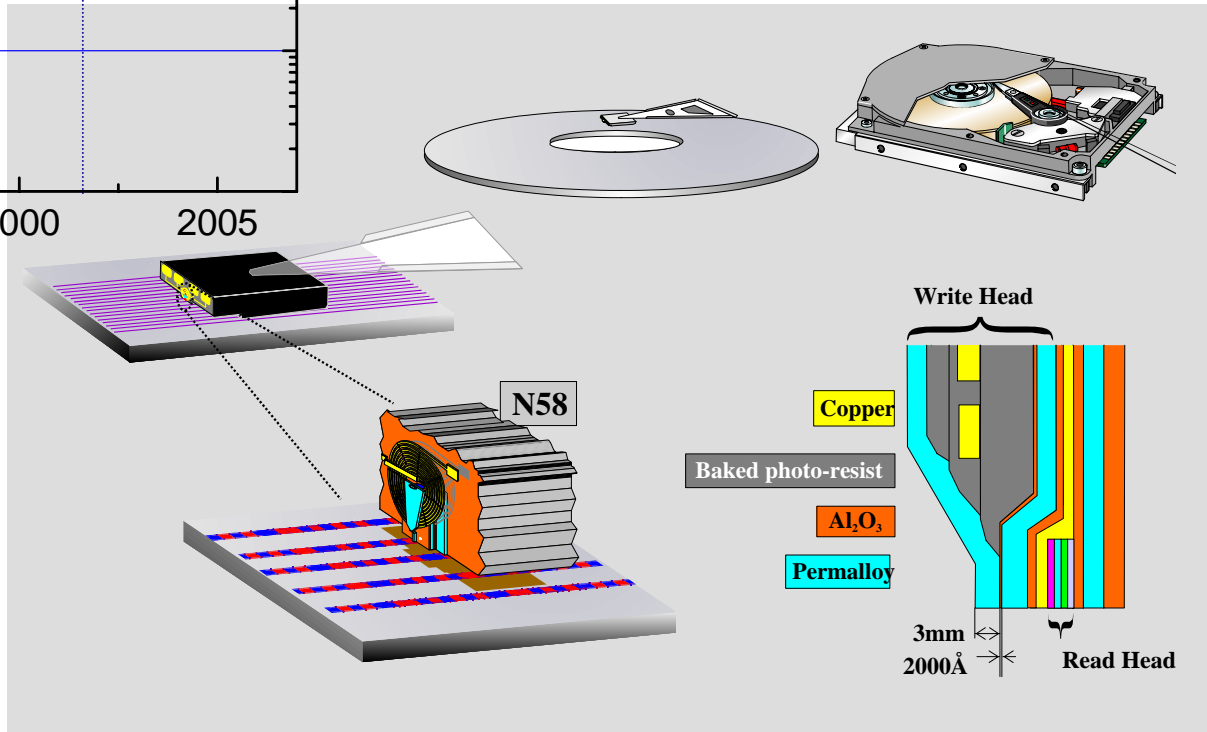 000 2005
Write Head
N58
Copper
Baked photo-resist
Al₂O₃
Permalloy
3mm
2000Å
Read Head